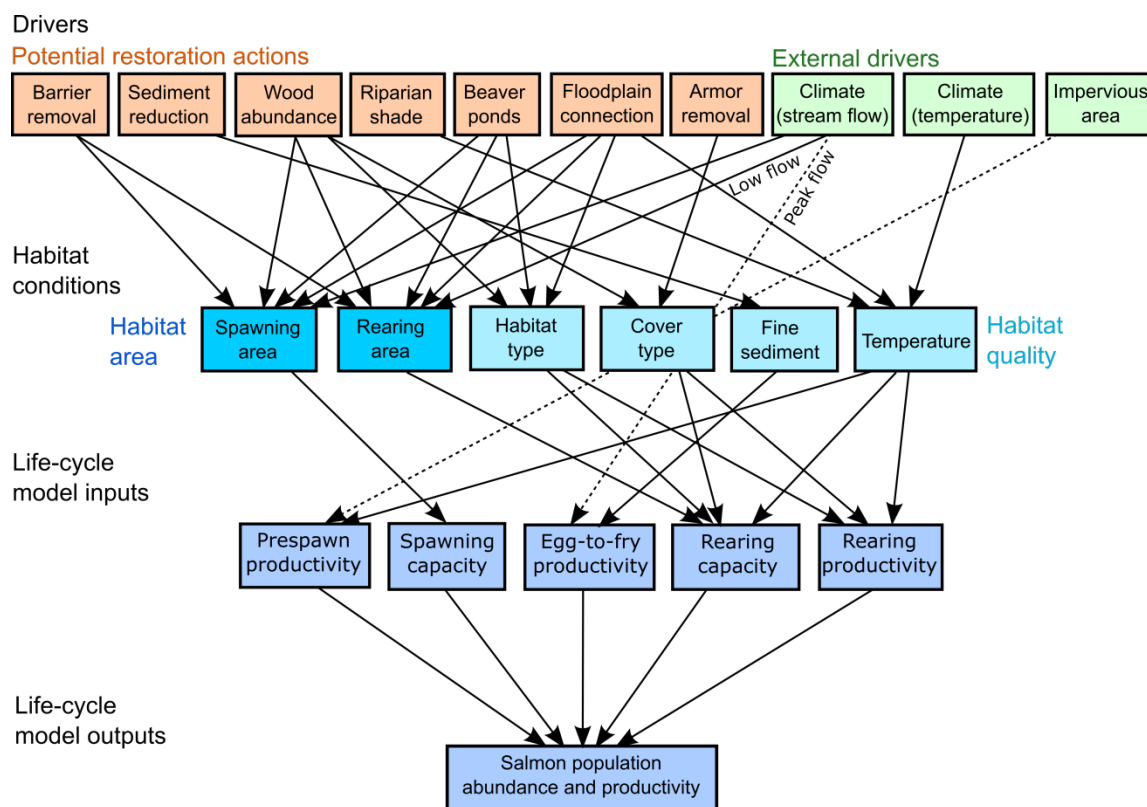 Drivers
Potential restoration actions
External drivers
Barrier
removal
Sediment
reduction
Wood
abundance
Riparian
shade
Beaver
ponds
Floodplain
connection
Armor
removal
Climate
(stream flow)
Climate
(temperature)
Impervious
area
Low flow
Peak flow
Habitat
conditions
Habitat
area
Spawning
area
Rearing
area
Habitat
type
Cover
type
Fine
sediment
Temperature
Habitat
quality
Life-cycle
model inputs
Prespawn
productivity
Spawning
capacity
Egg-to-fry
productivity
Rearing
capacity
Rearing
productivity
Life-cycle
model outputs
Salmon population
abundance and productivity